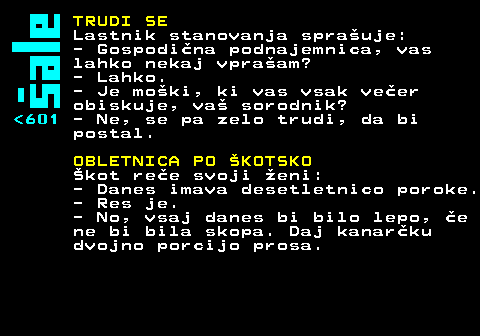 Šale
<601
TRUDI SE
Lastnik stanovanja sprašuje:
- Gospodična podnajemnica, vas
lahko nekaj vprašam?
- Lahko.
- Je moški, ki vas vsak večer
obiskuje, vaš sorodnik?
- Ne, se pa zelo trudi, da bi
postal.
OBLETNICA PO ŠKOTSKO
Škot reče svoji ženi:
- Danes imava desetletnico poroke.
- Res je.
- No, vsaj danes bi bilo lepo, če
ne bi bila skopa. Daj kanarčku
dvojno porcijo prosa.